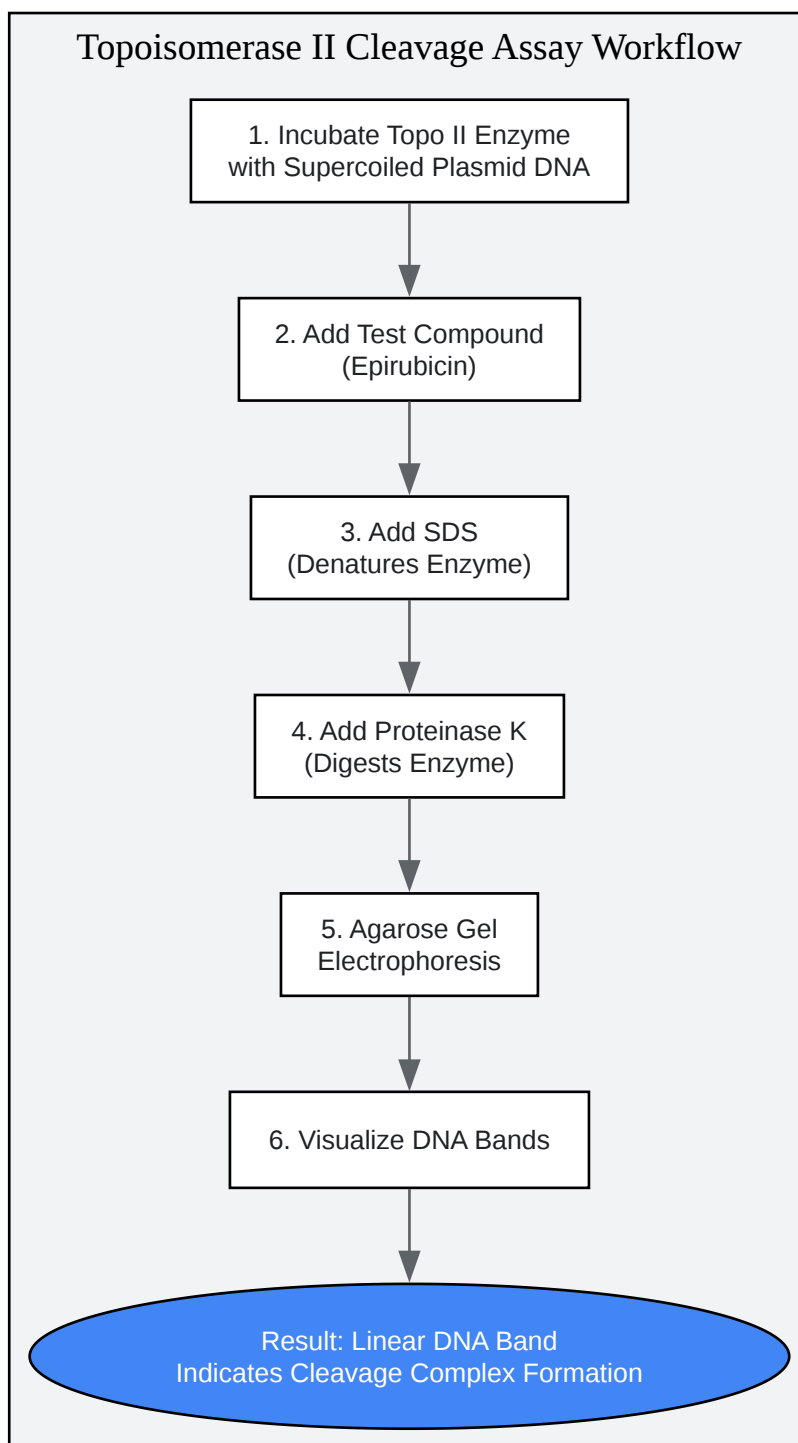 Topoisomerase II Cleavage Assay Workflow
1. Incubate Topo II Enzyme
with Supercoiled Plasmid DNA
2. Add Test Compound
(Epirubicin)
3. Add SDS
(Denatures Enzyme)
4. Add Proteinase K
(Digests Enzyme)
5. Agarose Gel
Electrophoresis
6. Visualize DNA Bands
Result: Linear DNA Band
Indicates Cleavage Complex Formation